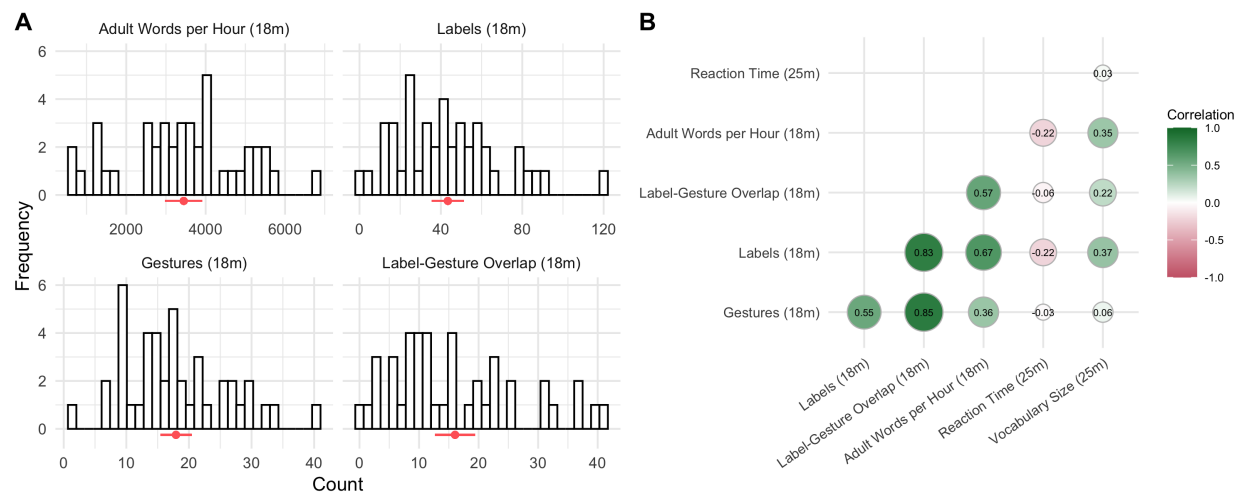 A
Adult Words per Hour (18m)
Labels (18m)
6
4
2
0
2000 4000 6000
0 40 80 120
Gestures (18m)
Label-Gesture Overlap (18m)
6
4
2
0
0 10 20 30 40
0 10 20 30 40
Frequency
Count
B
Reaction Time (25m)
0.03
Adult Words per Hour (18m)
-0.22 0.35
Label-Gesture Overlap (18m)
0.57 -0.06 0.22
Labels (18m)
0.83 0.67 -0.22 0.37
Gestures (18m)
0.55 0.85 0.36 -0.03 0.06
Labels (18m)
Label-Gesture Overlap (18m)
Adult Words per Hour (18m)
Reaction Time (25m)
Vocabulary Size (25m)
Correlation
1.0
0.5
0.0
-0.5
-1.0